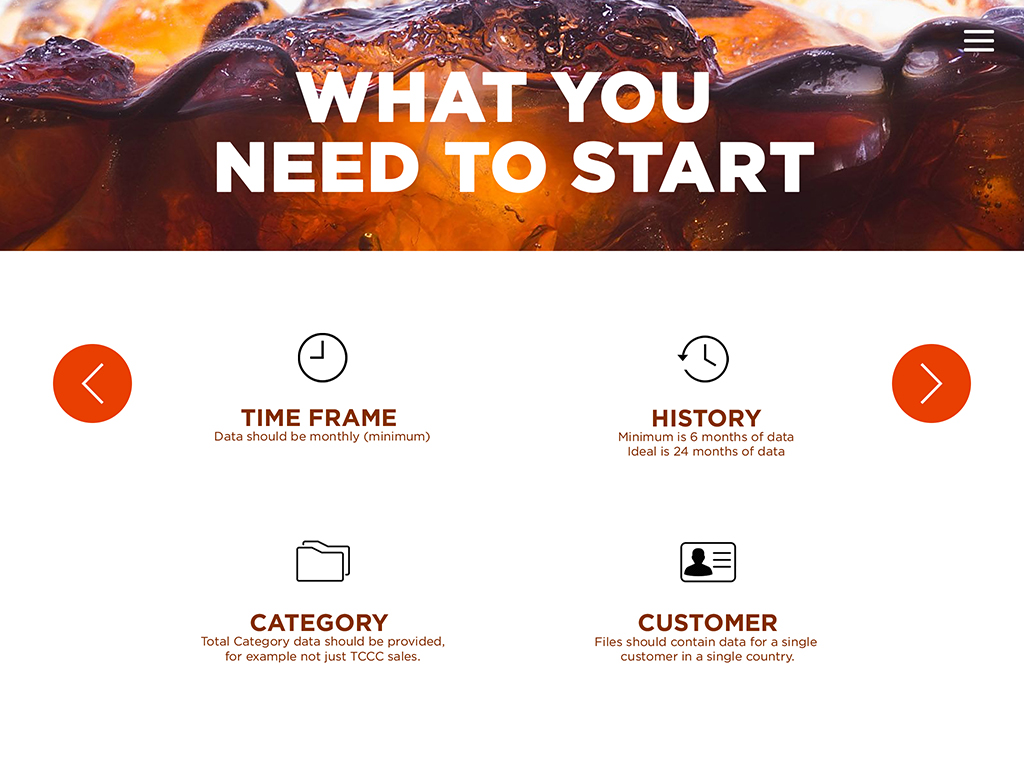 WHAT YOU
NEED TO START
TIME FRAME
Data should be monthly (minimum)
HISTORY
Minimum is 6 months of data
Ideal is 24 months of data
CATEGORY
Total Category data should be provided,
for example not just TCCC sales.
CUSTOMER
Files should contain data for a single
customer in a single country.